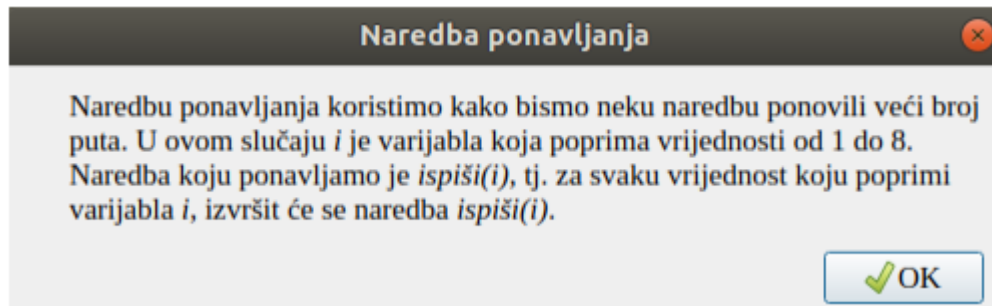 Naredba ponavljanja
Naredbu ponavljanja koristimo kako bismo neku naredbu ponovili veći broj
puta. U ovom slučaju i je varijabla koja poprima vrijednosti od 1 do 8.
Naredba koju ponavljamo je ispiši(i), tj. za svaku vrijednost koju poprimi
varijabla i, izvršit će se naredba ispiši(i).
OK